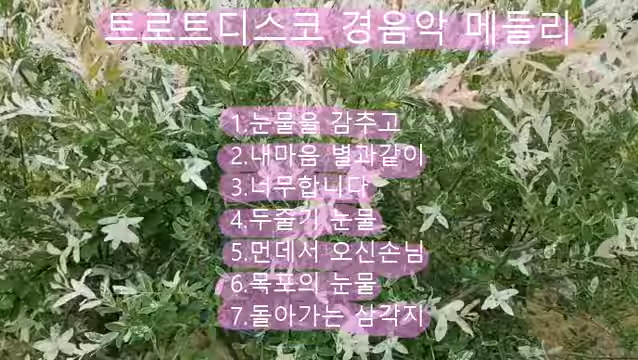 트로트디스코 경음악 메들리
1.눈물을 감추고
2.내마음 별과같이
3.너무합니다
4.두줄기 눈물
5.먼데서 오신손님
6.목포의 눈물
7.돌아가는 삼각지